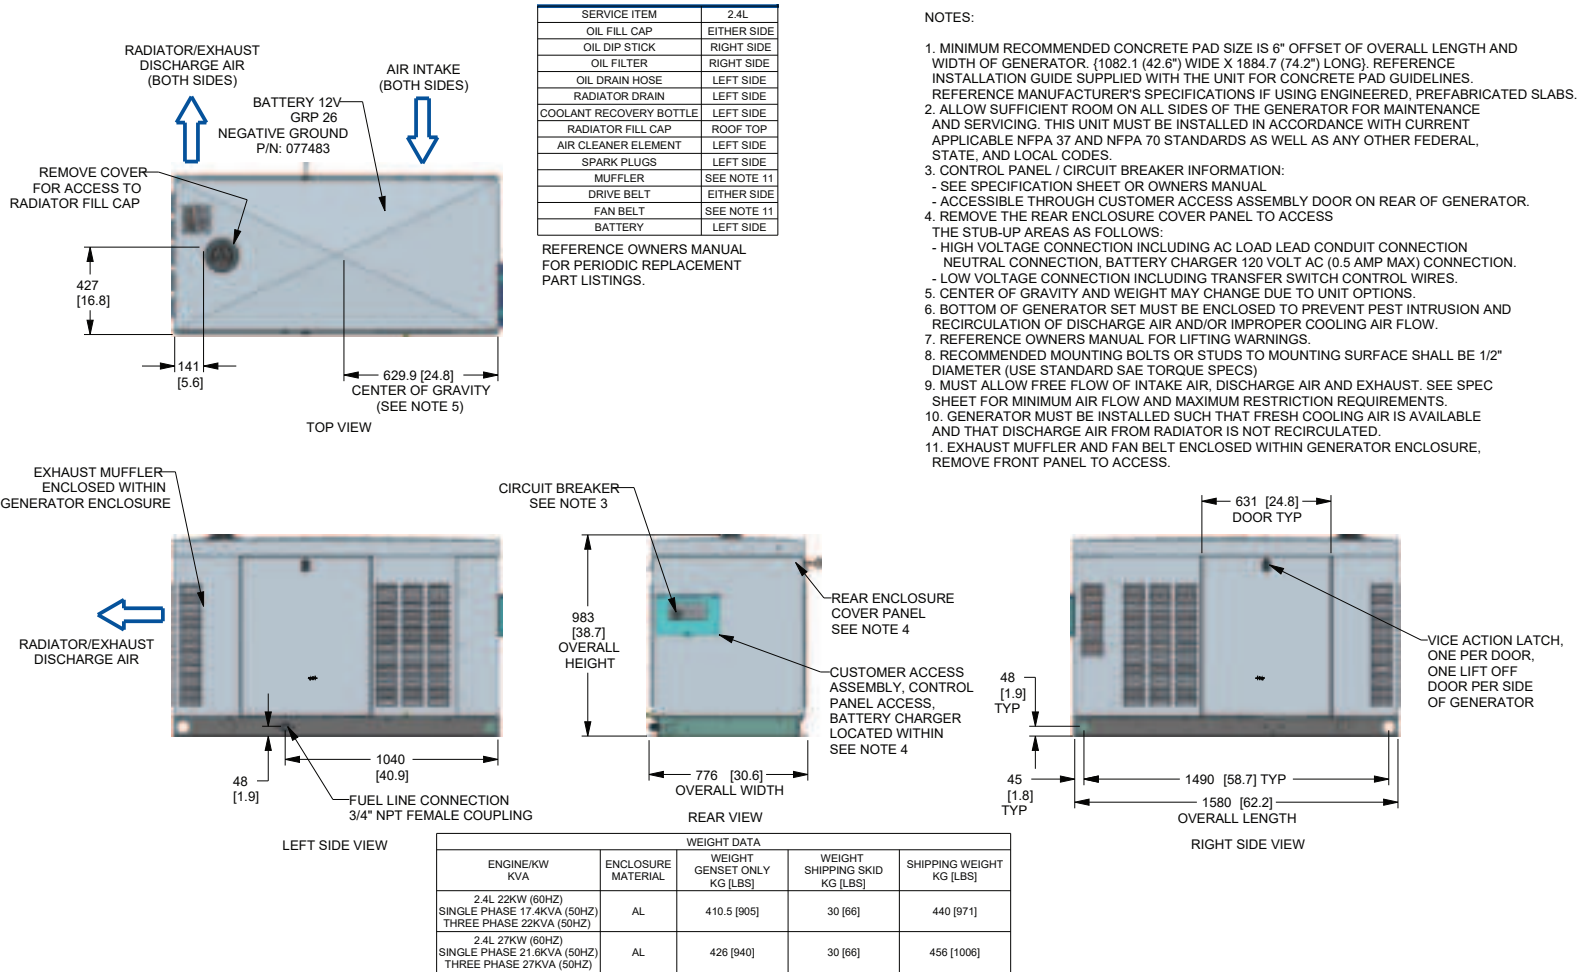 RADIATOR/EXHAUST
DISCHARGE AIR
(BOTH SIDES)
AIR INTAKE
(BOTH SIDES)
BATTERY 12V
GRP 26
NEGATIVE GROUND
P/N: 077483
REMOVE COVER
FOR ACCESS TO
RADIATOR FILL CAP
427
[16.8]
141
[5.6]
629.9 [24.8]
CENTER OF GRAVITY
(SEE NOTE 5)
TOP VIEW
SERVICE ITEM 2.4L
OIL FILL CAP EITHER SIDE
OIL DIP STICK RIGHT SIDE
OIL FILTER RIGHT SIDE
OIL DRAIN HOSE LEFT SIDE
RADIATOR DRAIN LEFT SIDE
COOLANT RECOVERY BOTTLE LEFT SIDE
RADIATOR FILL CAP ROOF TOP
AIR CLEANER ELEMENT LEFT SIDE
SPARK PLUGS LEFT SIDE
MUFFLER SEE NOTE 11
DRIVE BELT EITHER SIDE
FAN BELT SEE NOTE 11
BATTERY LEFT SIDE
REFERENCE OWNERS MANUAL
FOR PERIODIC REPLACEMENT
PART LISTINGS.
NOTES:
1. MINIMUM RECOMMENDED CONCRETE PAD SIZE IS 6" OFFSET OF OVERALL LENGTH AND
WIDTH OF GENERATOR. {1082.1 (42.6") WIDE X 1884.7 (74.2") LONG}. REFERENCE
INSTALLATION GUIDE SUPPLIED WITH THE UNIT FOR CONCRETE PAD GUIDELINES.
REFERENCE MANUFACTURER'S SPECIFICATIONS IF USING ENGINEERED, PREFABRICATED SLABS.
2. ALLOW SUFFICIENT ROOM ON ALL SIDES OF THE GENERATOR FOR MAINTENANCE
AND SERVICING. THIS UNIT MUST BE INSTALLED IN ACCORDANCE WITH CURRENT
APPLICABLE NFPA 37 AND NFPA 70 STANDARDS AS WELL AS ANY OTHER FEDERAL,
STATE, AND LOCAL CODES.
3. CONTROL PANEL / CIRCUIT BREAKER INFORMATION:
- SEE SPECIFICATION SHEET OR OWNERS MANUAL
- ACCESSIBLE THROUGH CUSTOMER ACCESS ASSEMBLY DOOR ON REAR OF GENERATOR.
4. REMOVE THE REAR ENCLOSURE COVER PANEL TO ACCESS
THE STUB-UP AREAS AS FOLLOWS:
- HIGH VOLTAGE CONNECTION INCLUDING AC LOAD LEAD CONDUIT CONNECTION
NEUTRAL CONNECTION, BATTERY CHARGER 120 VOLT AC (0.5 AMP MAX) CONNECTION.
- LOW VOLTAGE CONNECTION INCLUDING TRANSFER SWITCH CONTROL WIRES.
5. CENTER OF GRAVITY AND WEIGHT MAY CHANGE DUE TO UNIT OPTIONS.
6. BOTTOM OF GENERATOR SET MUST BE ENCLOSED TO PREVENT PEST INTRUSION AND
RECIRCULATION OF DISCHARGE AIR AND/OR IMPROPER COOLING AIR FLOW.
7. REFERENCE OWNERS MANUAL FOR LIFTING WARNINGS.
8. RECOMMENDED MOUNTING BOLTS OR STUDS TO MOUNTING SURFACE SHALL BE 1/2"
DIAMETER (USE STANDARD SAE TORQUE SPECS)
9. MUST ALLOW FREE FLOW OF INTAKE AIR, DISCHARGE AIR AND EXHAUST. SEE SPEC
SHEET FOR MINIMUM AIR FLOW AND MAXIMUM RESTRICTION REQUIREMENTS.
10. GENERATOR MUST BE INSTALLED SUCH THAT FRESH COOLING AIR IS AVAILABLE
AND THAT DISCHARGE AIR FROM RADIATOR IS NOT RECIRCULATED.
11. EXHAUST MUFFLER AND FAN BELT ENCLOSED WITHIN GENERATOR ENCLOSURE,
REMOVE FRONT PANEL TO ACCESS.
EXHAUST MUFFLER
ENCLOSED WITHIN
GENERATOR ENCLOSURE
RADIATOR/EXHAUST
DISCHARGE AIR
48
[1.9]
1040
[40.9]
FUEL LINE CONNECTION
3/4" NPT FEMALE COUPLING
LEFT SIDE VIEW
CIRCUIT BREAKER
SEE NOTE 3
983
[38.7]
OVERALL
HEIGHT
REAR ENCLOSURE
COVER PANEL
SEE NOTE 4
CUSTOMER ACCESS
ASSEMBLY, CONTROL
PANEL ACCESS,
BATTERY CHARGER
LOCATED WITHIN
SEE NOTE 4
776 [30.6]
OVERALL WIDTH
REAR VIEW
631 [24.8]
DOOR TYP
VICE ACTION LATCH,
ONE PER DOOR,
ONE LIFT OFF
DOOR PER SIDE
OF GENERATOR
48
[1.9]
TYP
45
[1.8]
TYP
1490 [58.7] TYP
1580 [62.2]
OVERALL LENGTH
RIGHT SIDE VIEW
WEIGHT DATA
ENGINE/KW
KVA
ENCLOSURE
MATERIAL
WEIGHT
GENSET ONLY
KG [LBS]
WEIGHT
SHIPPING SKID
KG [LBS]
SHIPPING WEIGHT
KG [LBS]
2.4L 22KW (60HZ)
SINGLE PHASE 17.4KVA (50HZ)
THREE PHASE 22KVA (50HZ)
AL
410.5 [905]
30 [66]
440 [971]
2.4L 27KW (60HZ)
SINGLE PHASE 21.6KVA (50HZ)
THREE PHASE 27KVA (50HZ)
AL
426 [940]
30 [66]
456 [1006]